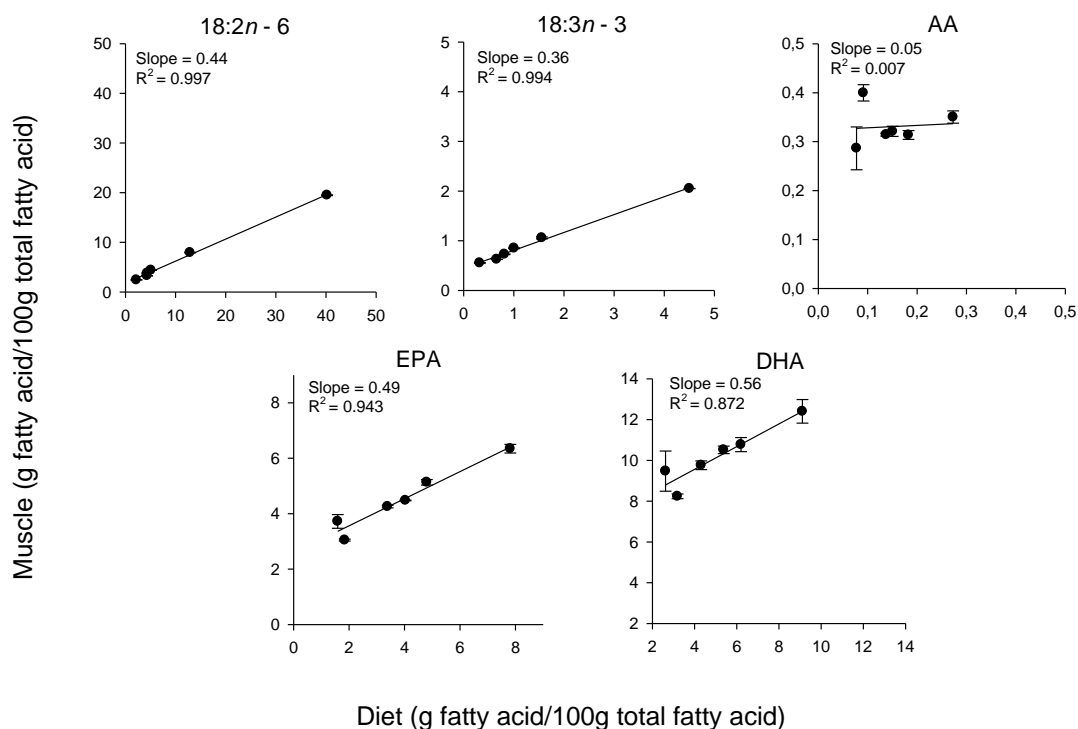 18:2n - 6
Slope = 0.44
R² = 0.997
50
40
30
20
10
0
0 10 20 30 40 50
18:3n - 3
Slope = 0.36
R² = 0.994
5
4
3
2
1
0
0 1 2 3 4 5
AA
Slope = 0.05
R² = 0.007
0,5
0,4
0,3
0,2
0,1
0,0
0,0 0,1 0,2 0,3 0,4 0,5
Muscle (g fatty acid/100g total fatty acid)
EPA
Slope = 0.49
R² = 0.943
8
6
4
2
0
0 2 4 6 8
DHA
Slope = 0.56
R² = 0.872
14
12
10
8
6
4
2
2 4 6 8 10 12 14
Diet (g fatty acid/100g total fatty acid)